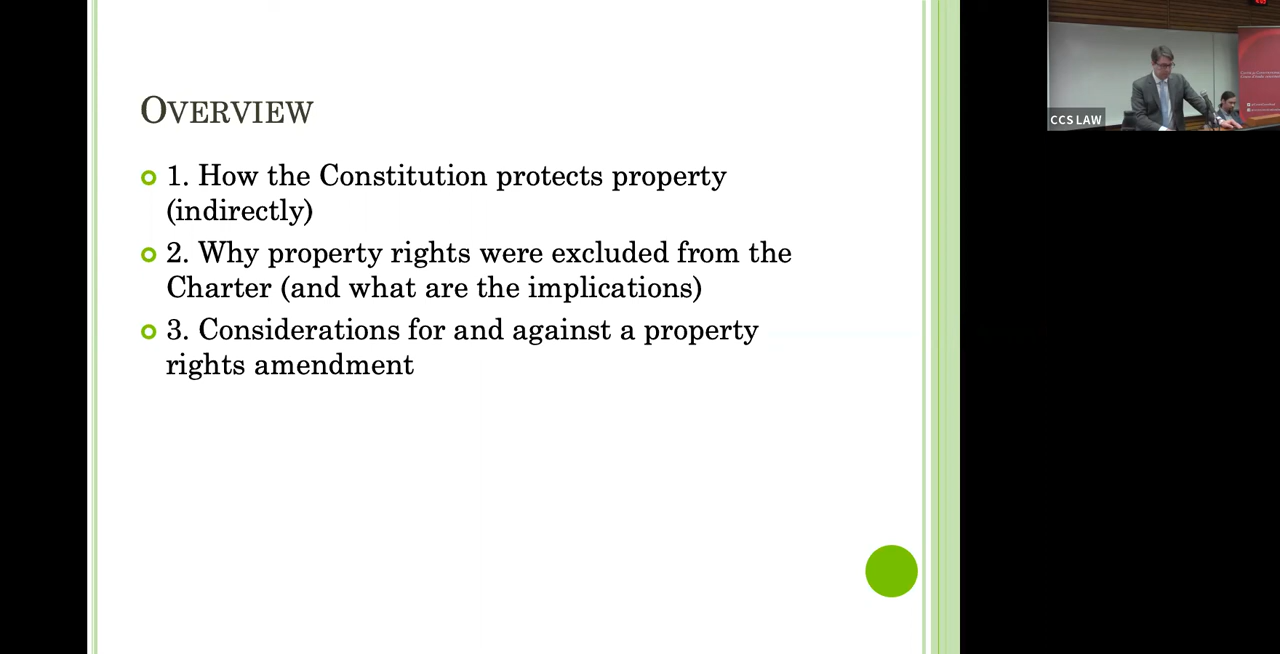 OVERVIEW
1. How the Constitution protects property
(indirectly)
2. Why property rights were excluded from the
Charter (and what are the implications)
3. Considerations for and against a property
rights amendment
CCS LAW